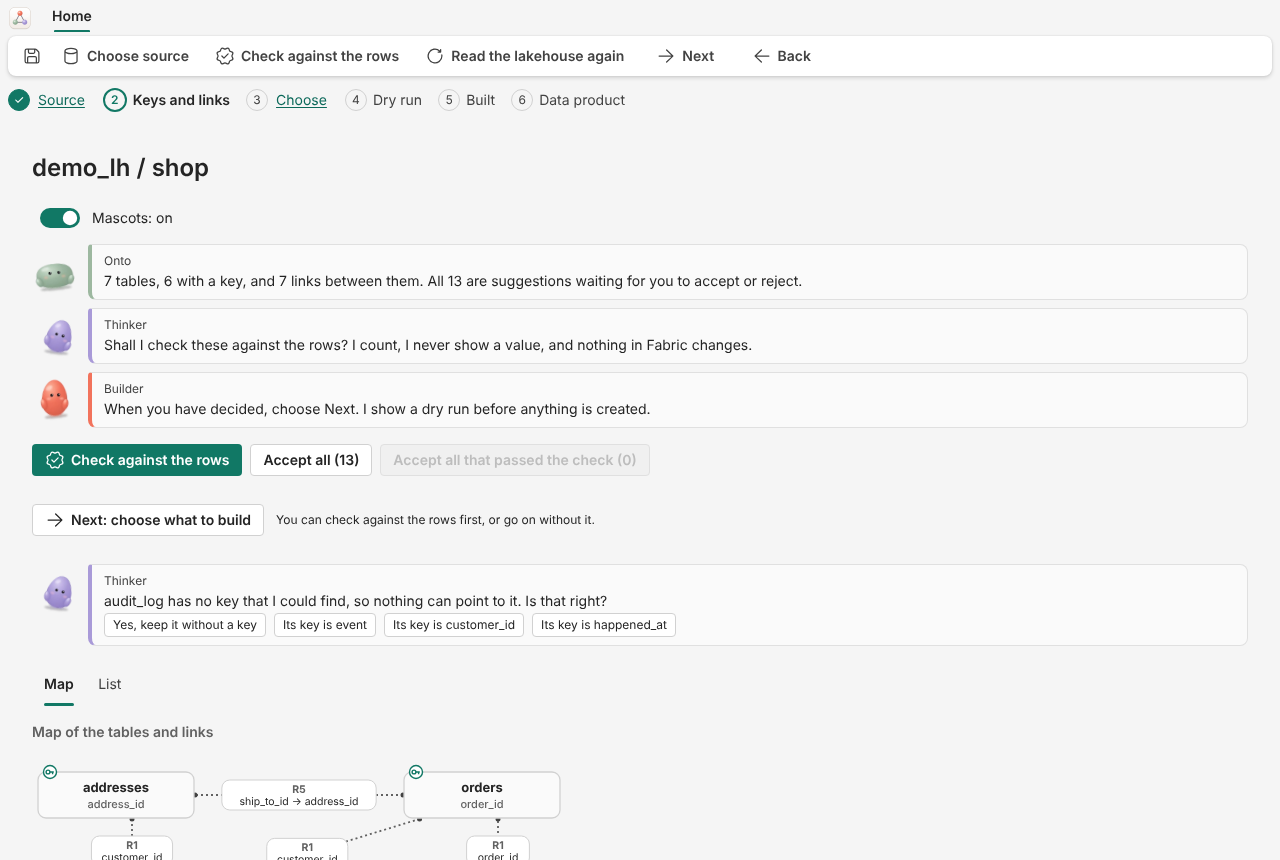 Home
Choose source
Check against the rows
Read the lakehouse again
Next
Back
Source
2 Keys and links
3 Choose
4 Dry run
5 Built
6 Data product
demo_lh / shop
Mascots: on
Onto
7 tables, 6 with a key, and 7 links between them. All 13 are suggestions waiting for you to accept or reject.
Thinker
Shall I check these against the rows? I count, I never show a value, and nothing in Fabric changes.
Builder
When you have decided, choose Next. I show a dry run before anything is created.
Check against the rows
Accept all (13)
Accept all that passed the check (0)
Next: choose what to build
You can check against the rows first, or go on without it.
Thinker
audit_log has no key that I could find, so nothing can point to it. Is that right?
Yes, keep it without a key
Its key is event
Its key is customer_id
Its key is happened_at
Map
List
Map of the tables and links
addresses
address_id
R5
ship_to_id → address_id
orders
order_id
R1
customer_id
R1
customer_id
R1
order_id